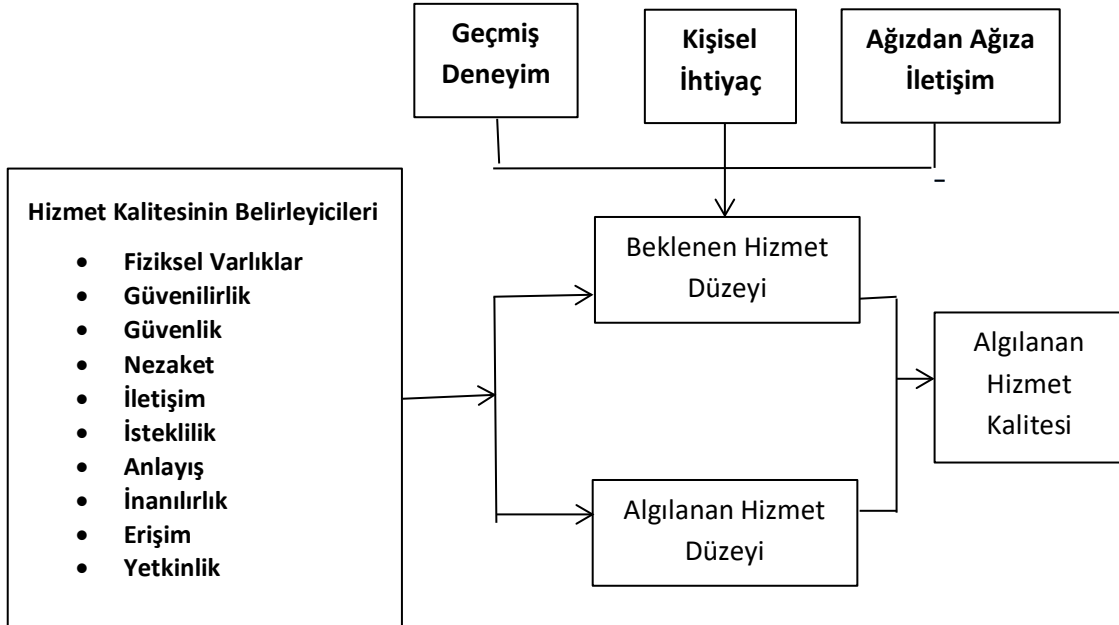 Geçmiş
Deneyim
Kişisel
İhtiyaç
Ağızdan Ağıza
İletişim
Hizmet Kalitesinin Belirleyicileri
• Fiziksel Varlıklar
• Güvenilirlik
• Güvenlik
• Nezaket
• İletişim
• İsteklilik
• Anlayış
• İnanılırlık
• Erişim
• Yetkinlik
Beklenen Hizmet
Düzeyi
Algılanan Hizmet
Düzeyi
Algılanan
Hizmet
Kalitesi